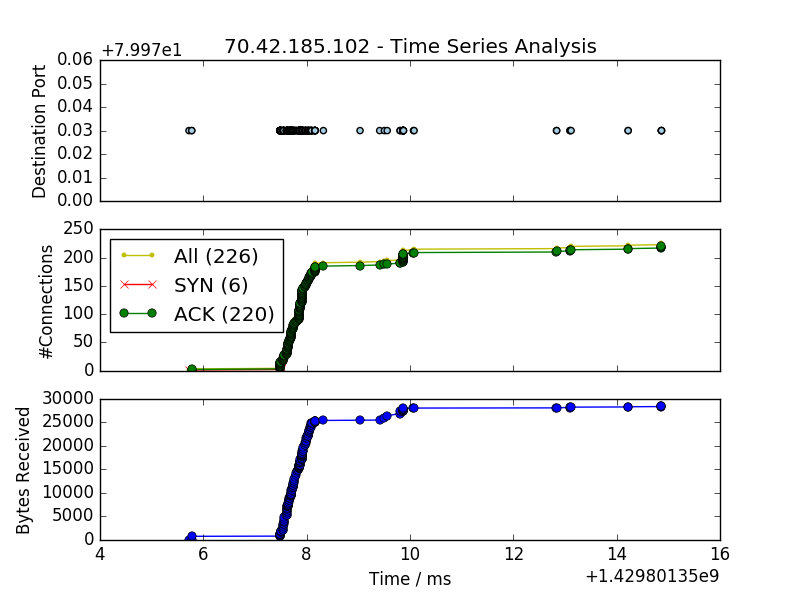 +7.997e1
70.42.185.102 - Time Series Analysis
Destination Port
0.06
0.05
0.04
0.03
0.02
0.01
0.00
#Connections
250
200
150
100
50
0
All (226)
SYN (6)
ACK (220)
Bytes Received
30000
25000
20000
15000
10000
5000
0
4 6 8 10 12 14 16
Time / ms
+1.42980135e9